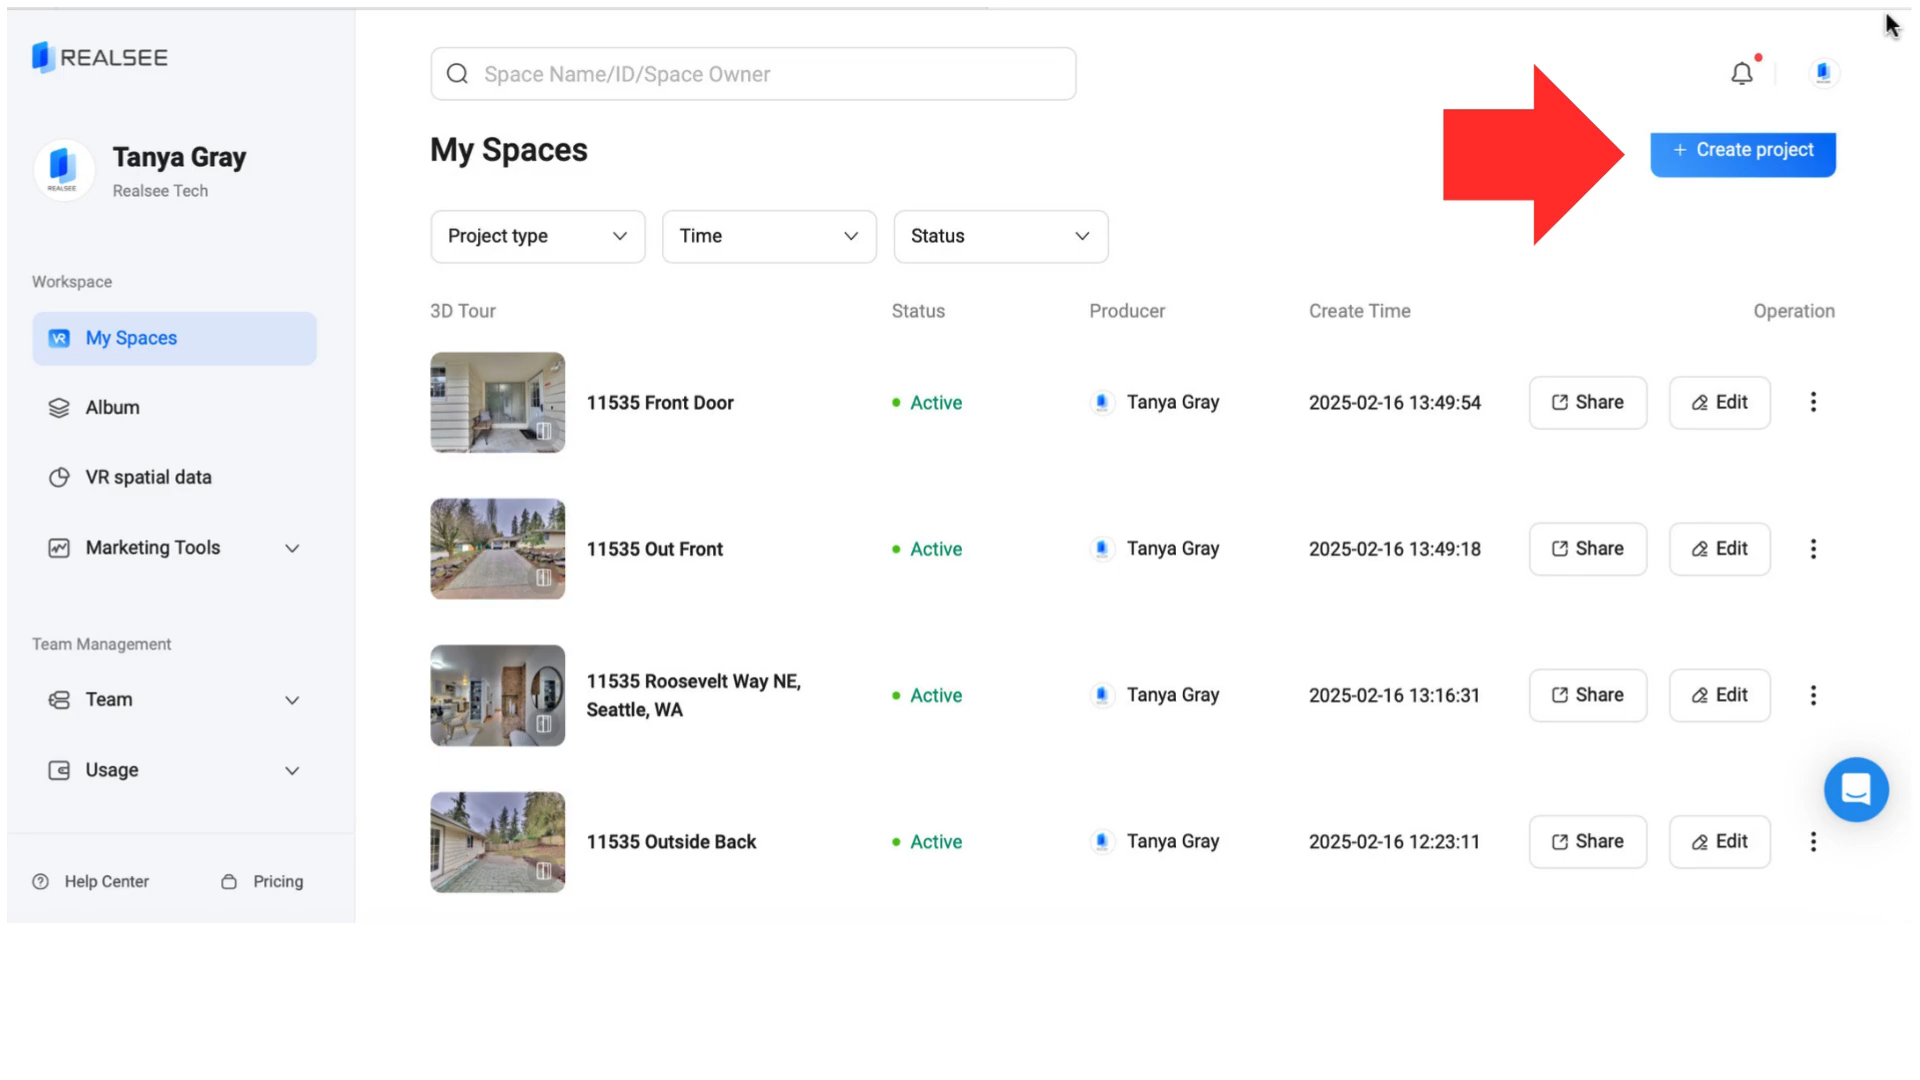 REALSEE
Space Name/ID/Space Owner
REALSEE
Tanya Gray
Realsee Tech
My Spaces
+ Create project
Project type
Time
Status
Workspace
VR My Spaces
Album
VR spatial data
Marketing Tools
Team Management
Team
Usage
Help Center
Pricing
3D Tour Status Producer Create Time Operation
11535 Front Door Active Tanya Gray 2025-02-16 13:49:54 Share Edit
11535 Out Front Active Tanya Gray 2025-02-16 13:49:18 Share Edit
11535 Roosevelt Way NE,
Seattle, WA Active Tanya Gray 2025-02-16 13:16:31 Share Edit
11535 Outside Back Active Tanya Gray 2025-02-16 12:23:11 Share Edit